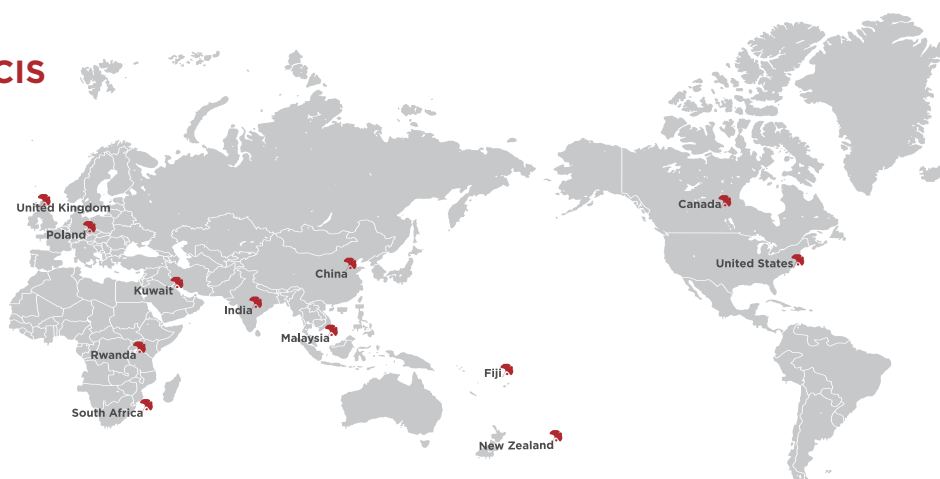 CIS
United Kingdom
Poland
Kuwait
India
China
Malaysia
Rwanda
South Africa
Fiji
New Zealand
Canada
United States